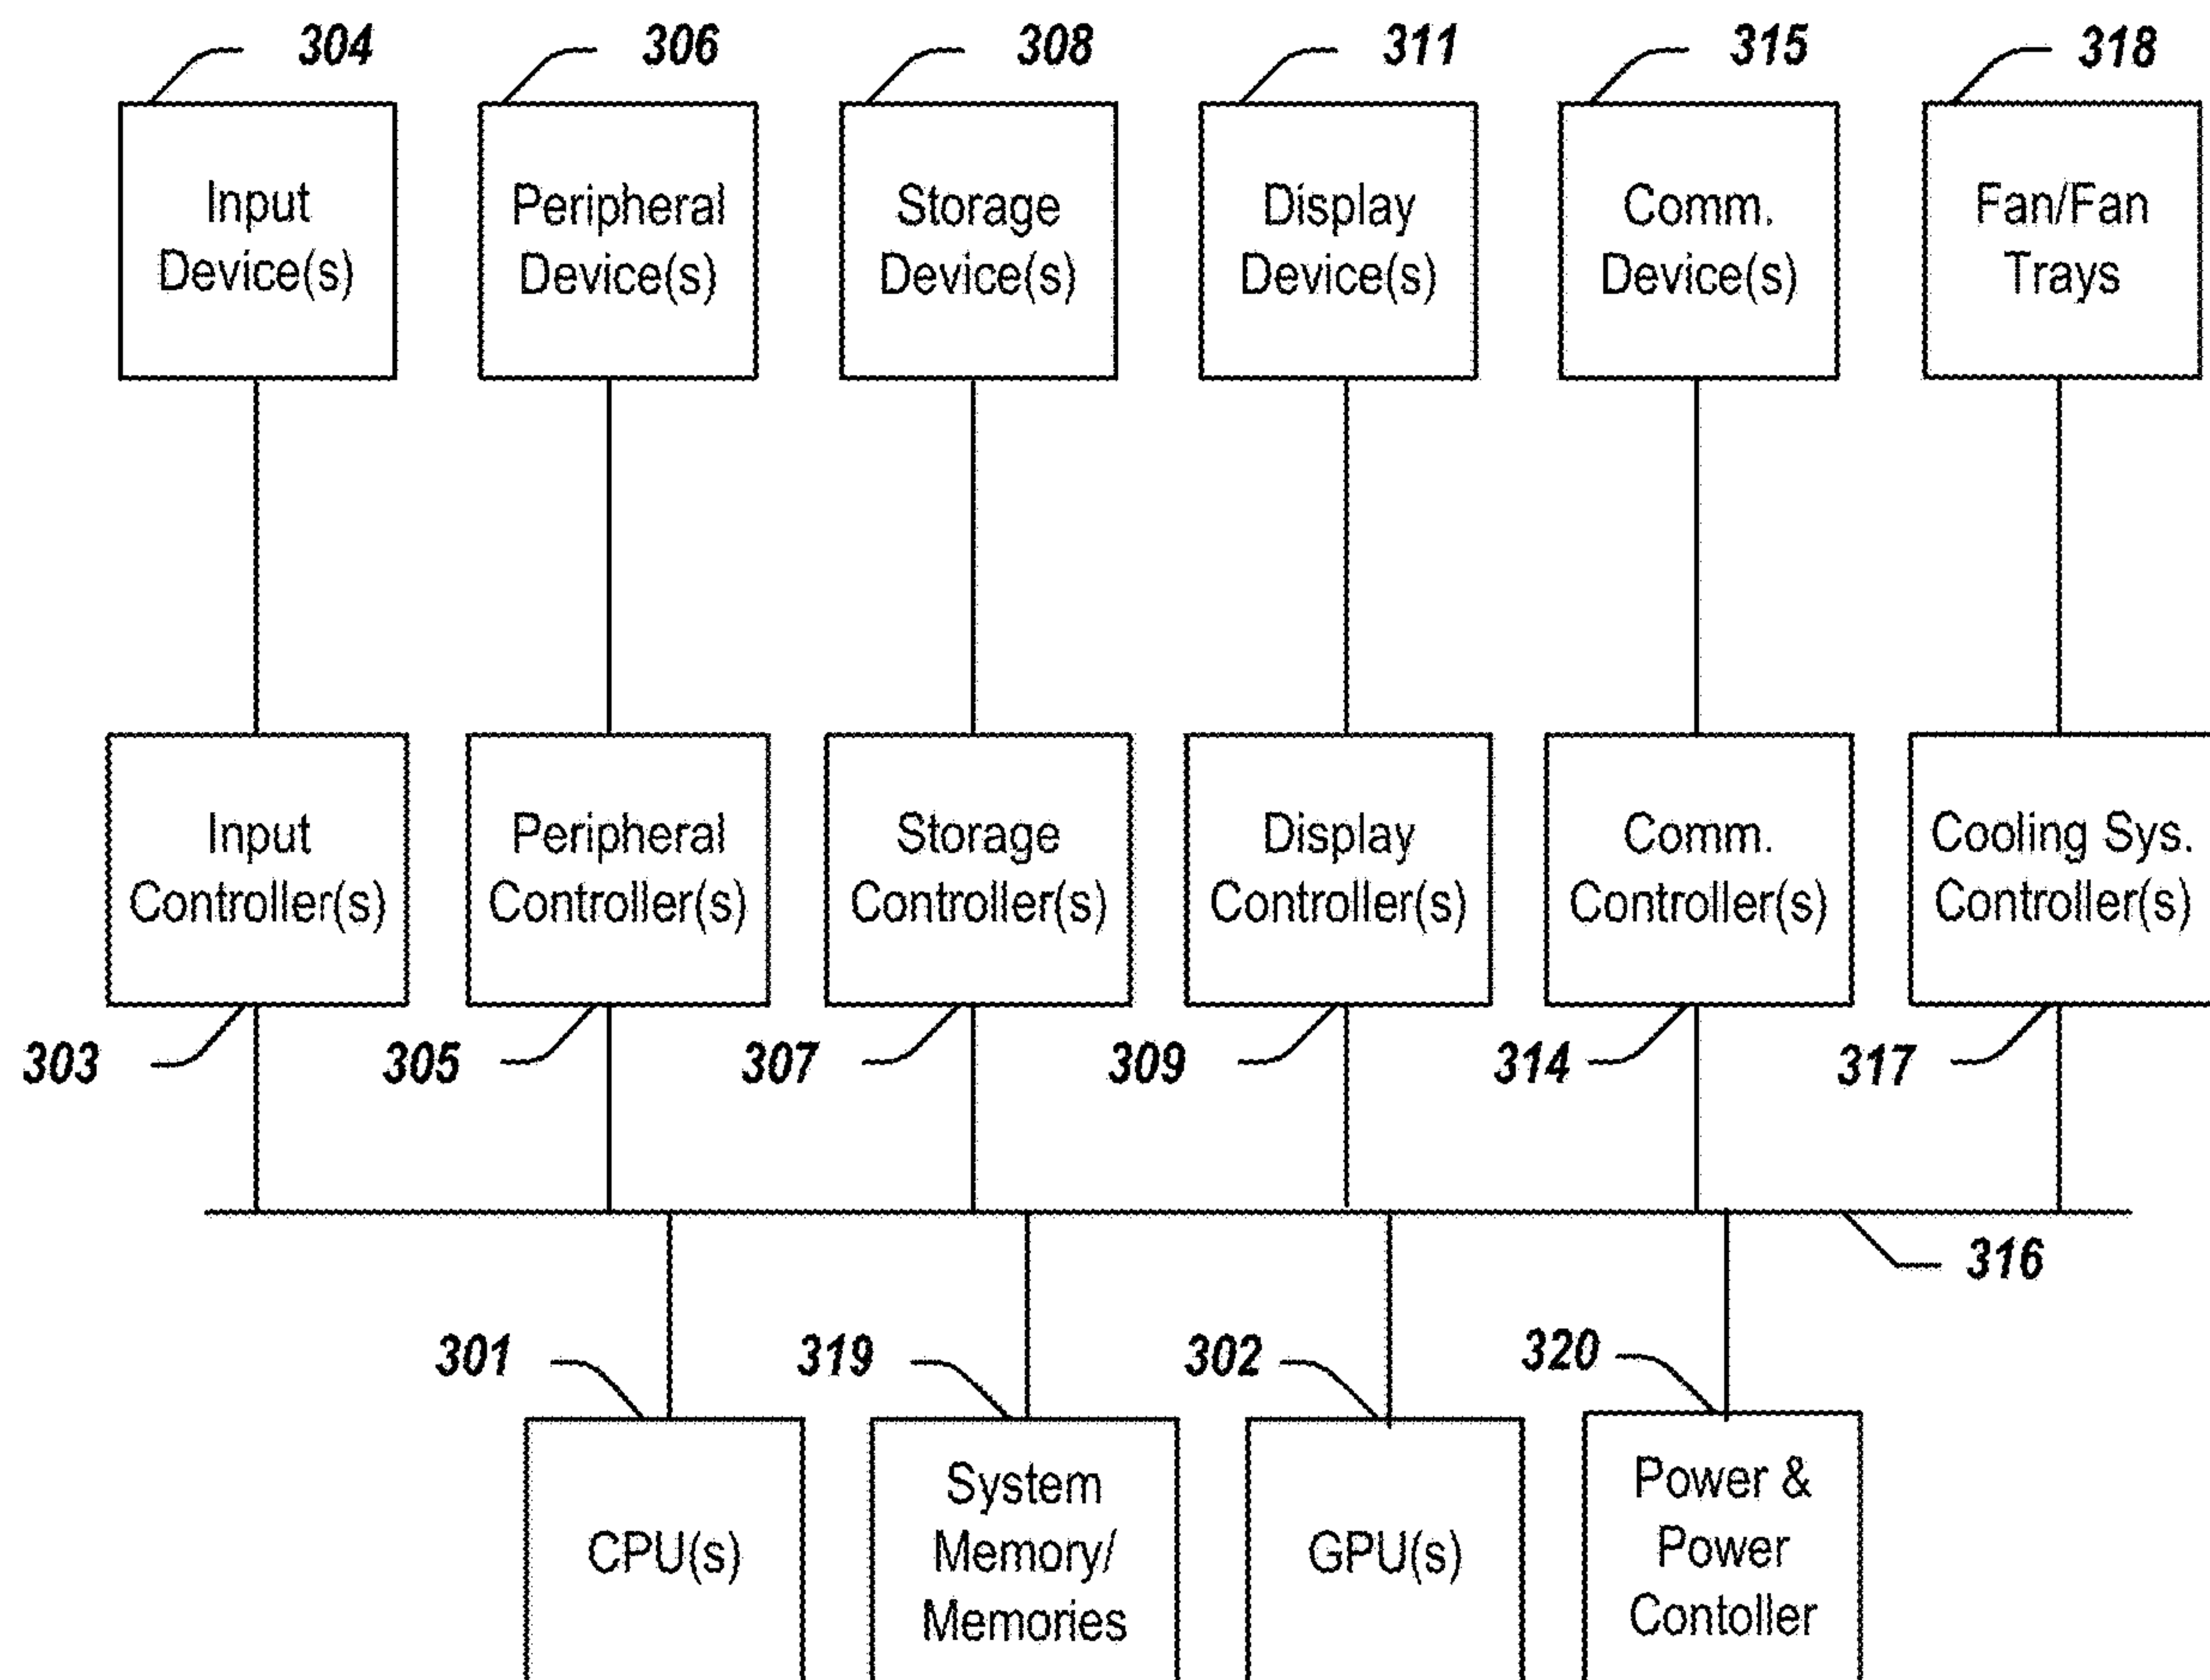 304
306
308
311
315
318
Input
Device(s)
Peripheral
Device(s)
Storage
Device(s)
Display
Device(s)
Comm.
Device(s)
Fan/Fan
Trays
Input
Controller(s)
Peripheral
Controller(s)
Storage
Controller(s)
Display
Controller(s)
Comm.
Controller(s)
Cooling Sys.
Controller(s)
303
305
307
309
314
317
316
301
319
302
320
CPU(s)
System
Memory/
Memories
GPU(s)
Power &
Power
Contoller